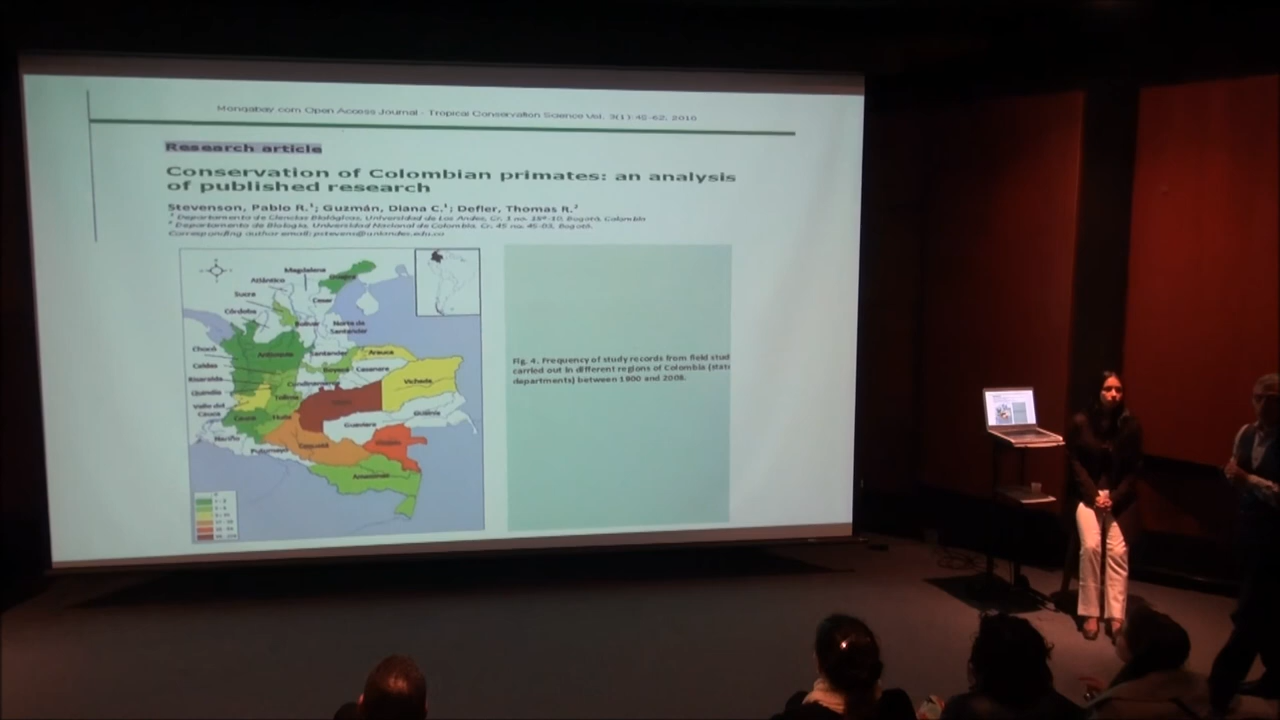 Mongabay.com Open Access Journal - Tropical Conservation Science Vol. 3(1):45-62, 2010
Research article
Conservation of Colombian primates: an analysis
of published research
Stevenson, Pablo R.¹; Guzmán, Diana C.¹; Defler, Thomas R.²
¹ Departamento de Ciencias Biológicas, Universidad de Los Andes, Cr. 1 no. 18ª-10, Bogotá, Colombia
² Departamento de Biología, Universidad Nacional de Colombia, Cr. 45 no. 45-03, Bogotá.
Corresponding author email: pstevens@uniandes.edu.co
Magdalena
Atlántico
Cesar
Sucre
Córdoba
Bolívar
Norte de
Santander
Chocó
Antioquia
Santander
Arauca
Caldas
Boyacá
Casanare
Risaralda
Cundinamarca
Vichada
Quindío
Tolima
Valle del
Cauca
Cauca
Huila
Guainía
Guaviare
Nariño
Putumayo
Caquetá
Amazonas
Fig. 4. Frequency of study records from field stud
carried out in different regions of Colombia (stat
departments) between 1900 and 2008.